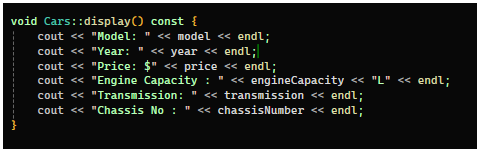 void Cars::display() const {
cout << "Model: " << model << endl;
cout << "Year: " << year << endl;
cout << "Price: $" << price << endl;
cout << "Engine Capacity : " << engineCapacity << "L" << endl;
cout << "Transmission: " << transmission << endl;
cout << "Chassis No : " << chassisNumber << endl;
}